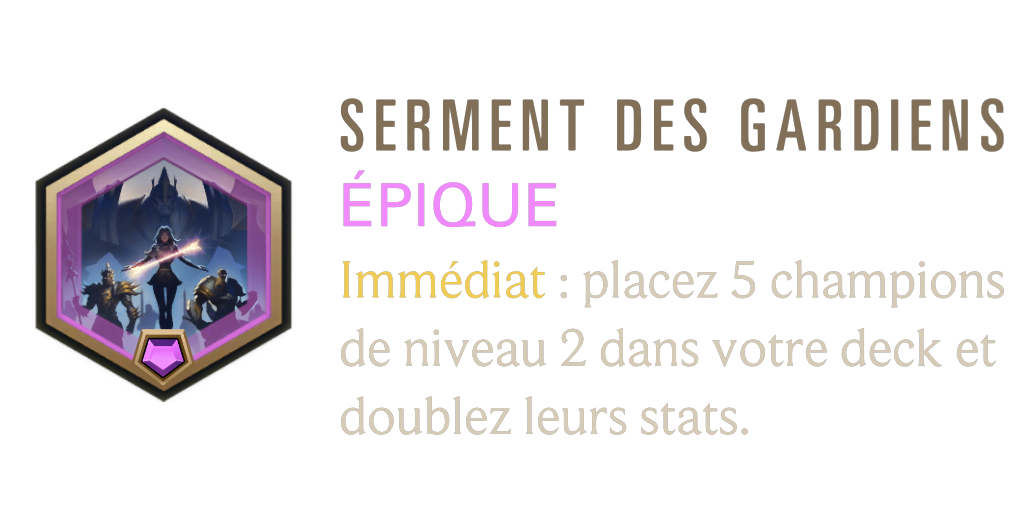 SERMENT DES GARDIENS
ÉPIQUE
Immédiat : placez 5 champions
de niveau 2 dans votre deck et
doublez leurs stats.